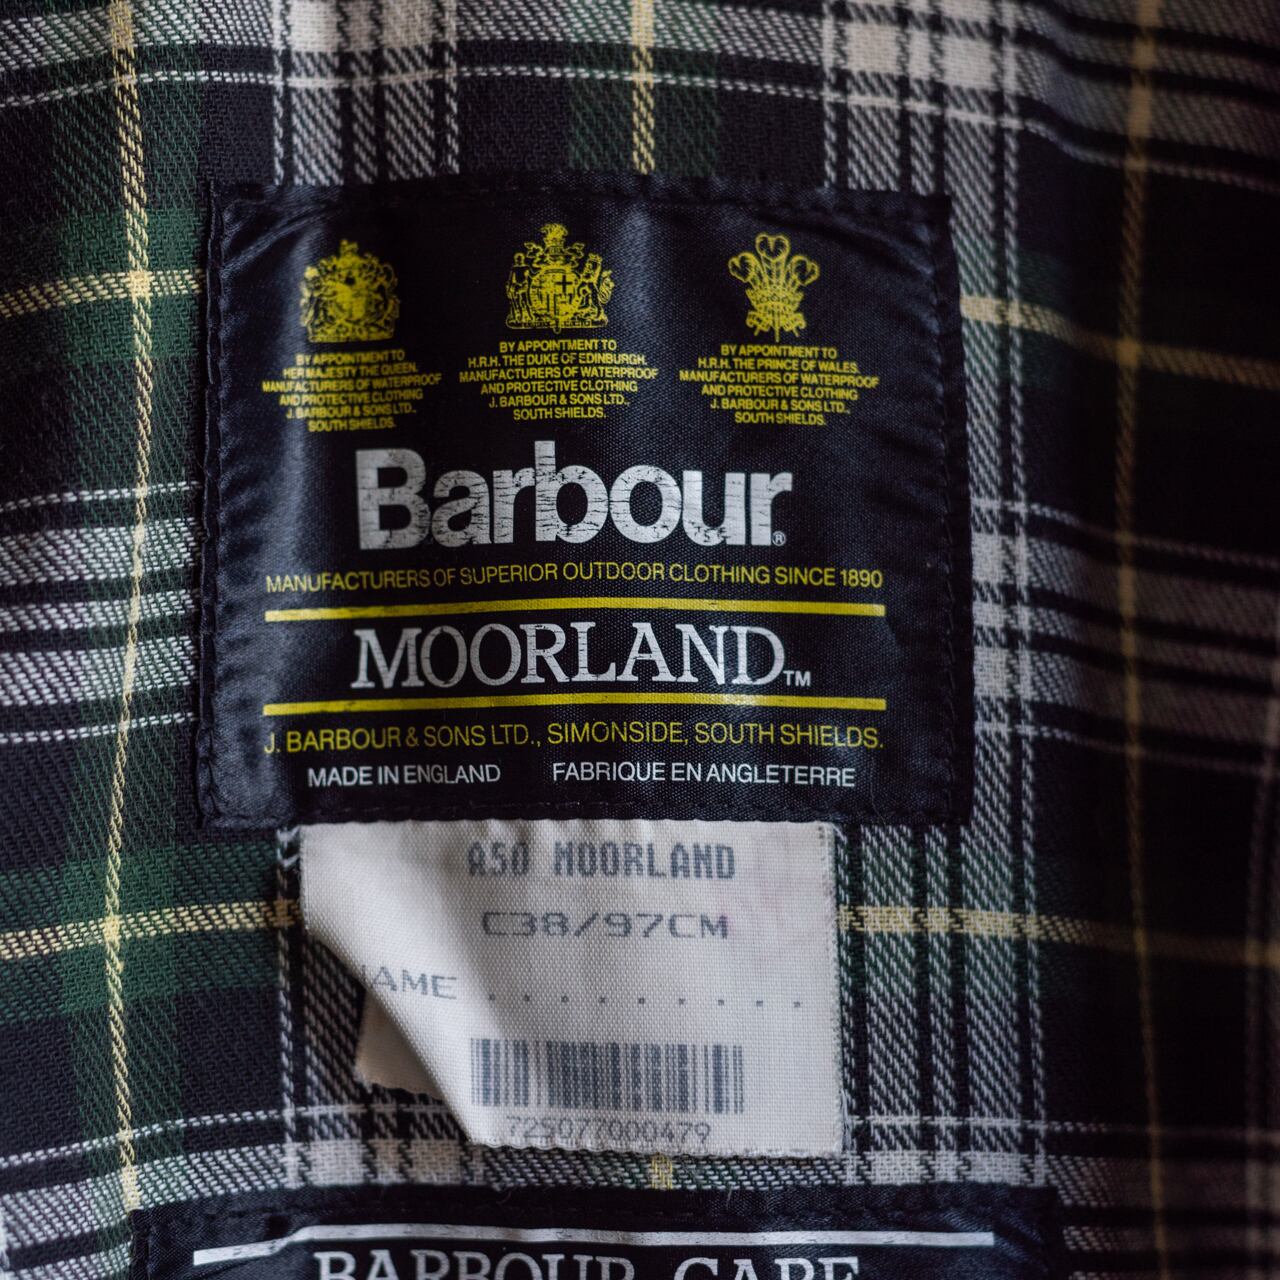 BY APPOINTMENT TO
HER MAJESTY THE QUEEN.
MANUFACTURERS OF WATERPROOF
AND PROTECTIVE CLOTHING
J. BARBOUR & SONS LTD.,
SOUTH SHIELDS.
BY APPOINTMENT TO
H.R.H. THE DUKE OF EDINBURGH.
MANUFACTURERS OF WATERPROOF
AND PROTECTIVE CLOTHING
J. BARBOUR & SONS LTD.,
SOUTH SHIELDS.
BY APPOINTMENT TO
H.R.H. THE PRINCE OF WALES.
MANUFACTURERS OF WATERPROOF
AND PROTECTIVE CLOTHING
J. BARBOUR & SONS LTD.,
SOUTH SHIELDS.
Barbour®
MANUFACTURERS OF SUPERIOR OUTDOOR CLOTHING SINCE 1890
MOORLAND™
J. BARBOUR & SONS LTD., SIMONSIDE, SOUTH SHIELDS.
MADE IN ENGLAND FABRIQUE EN ANGLETERRE
A50 MOORLAND
C38/97CM
AME . . . . . . . . . .
725077000479
BARBOUR CARE